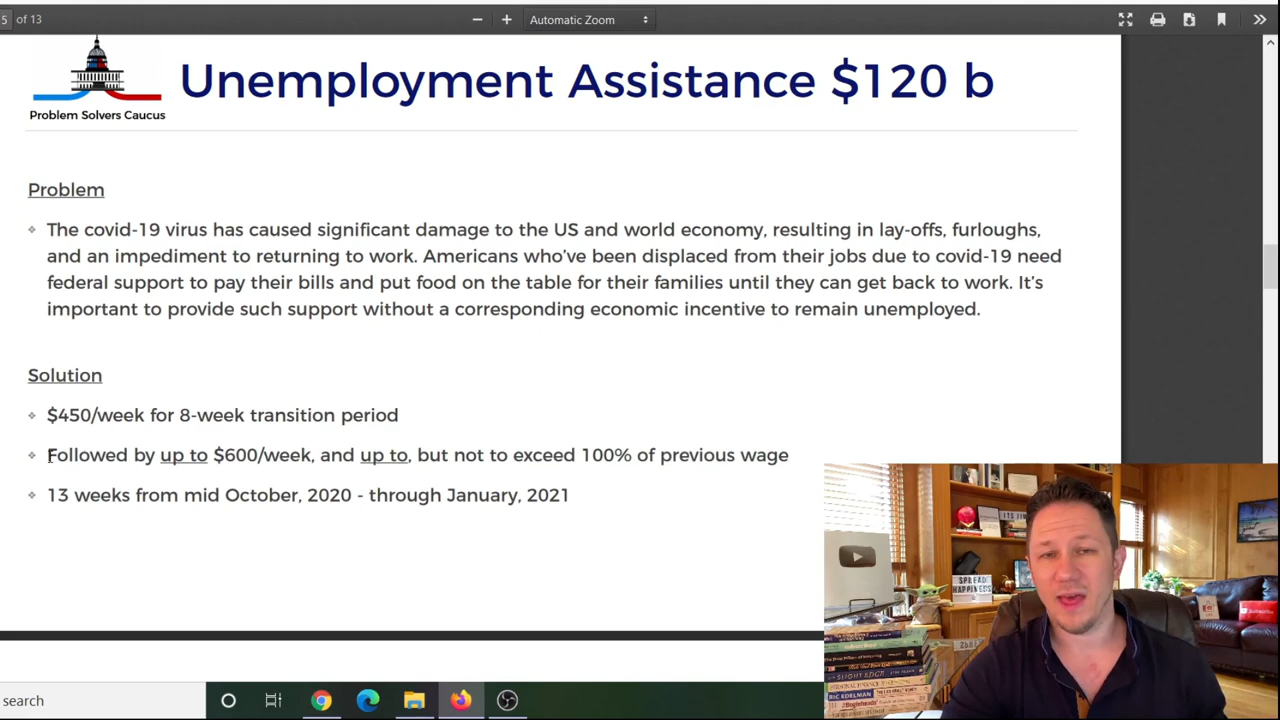 5 of 13
Automatic Zoom
Problem Solvers Caucus
Unemployment Assistance $120 b
Problem
The covid-19 virus has caused significant damage to the US and world economy, resulting in lay-offs, furloughs,
and an impediment to returning to work. Americans who've been displaced from their jobs due to covid-19 need
federal support to pay their bills and put food on the table for their families until they can get back to work. It's
important to provide such support without a corresponding economic incentive to remain unemployed.
Solution
$450/week for 8-week transition period
Followed by up to $600/week, and up to, but not to exceed 100% of previous wage
13 weeks from mid October, 2020 - through January, 2021
SPREAD
HAPPINESS
SLIGHT EDGE
RIC EDELMAN
search